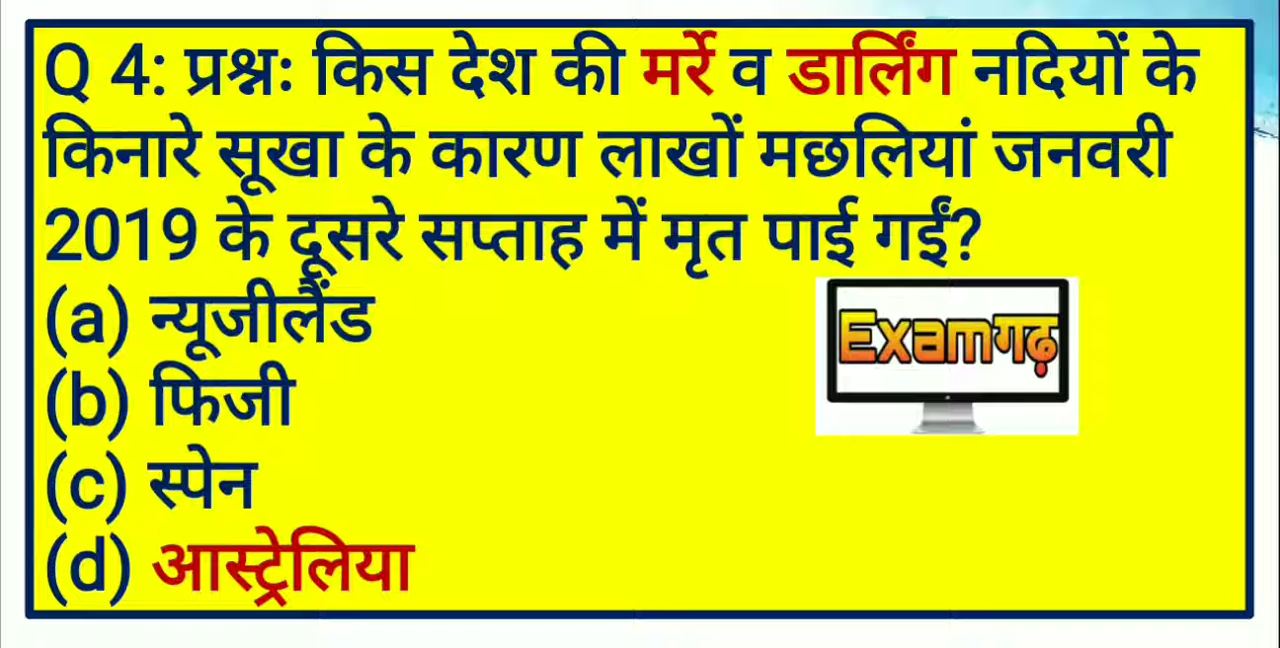 Q 4: प्रश्नः किस देश की मर्रे व डार्लिंग नदियों के
किनारे सूखा के कारण लाखों मछलियां जनवरी
2019 के दूसरे सप्ताह में मृत पाई गईं?
(a) न्यूजीलैंड
(b) फिजी
(c) स्पेन
(d) आस्ट्रेलिया
Examगढ़